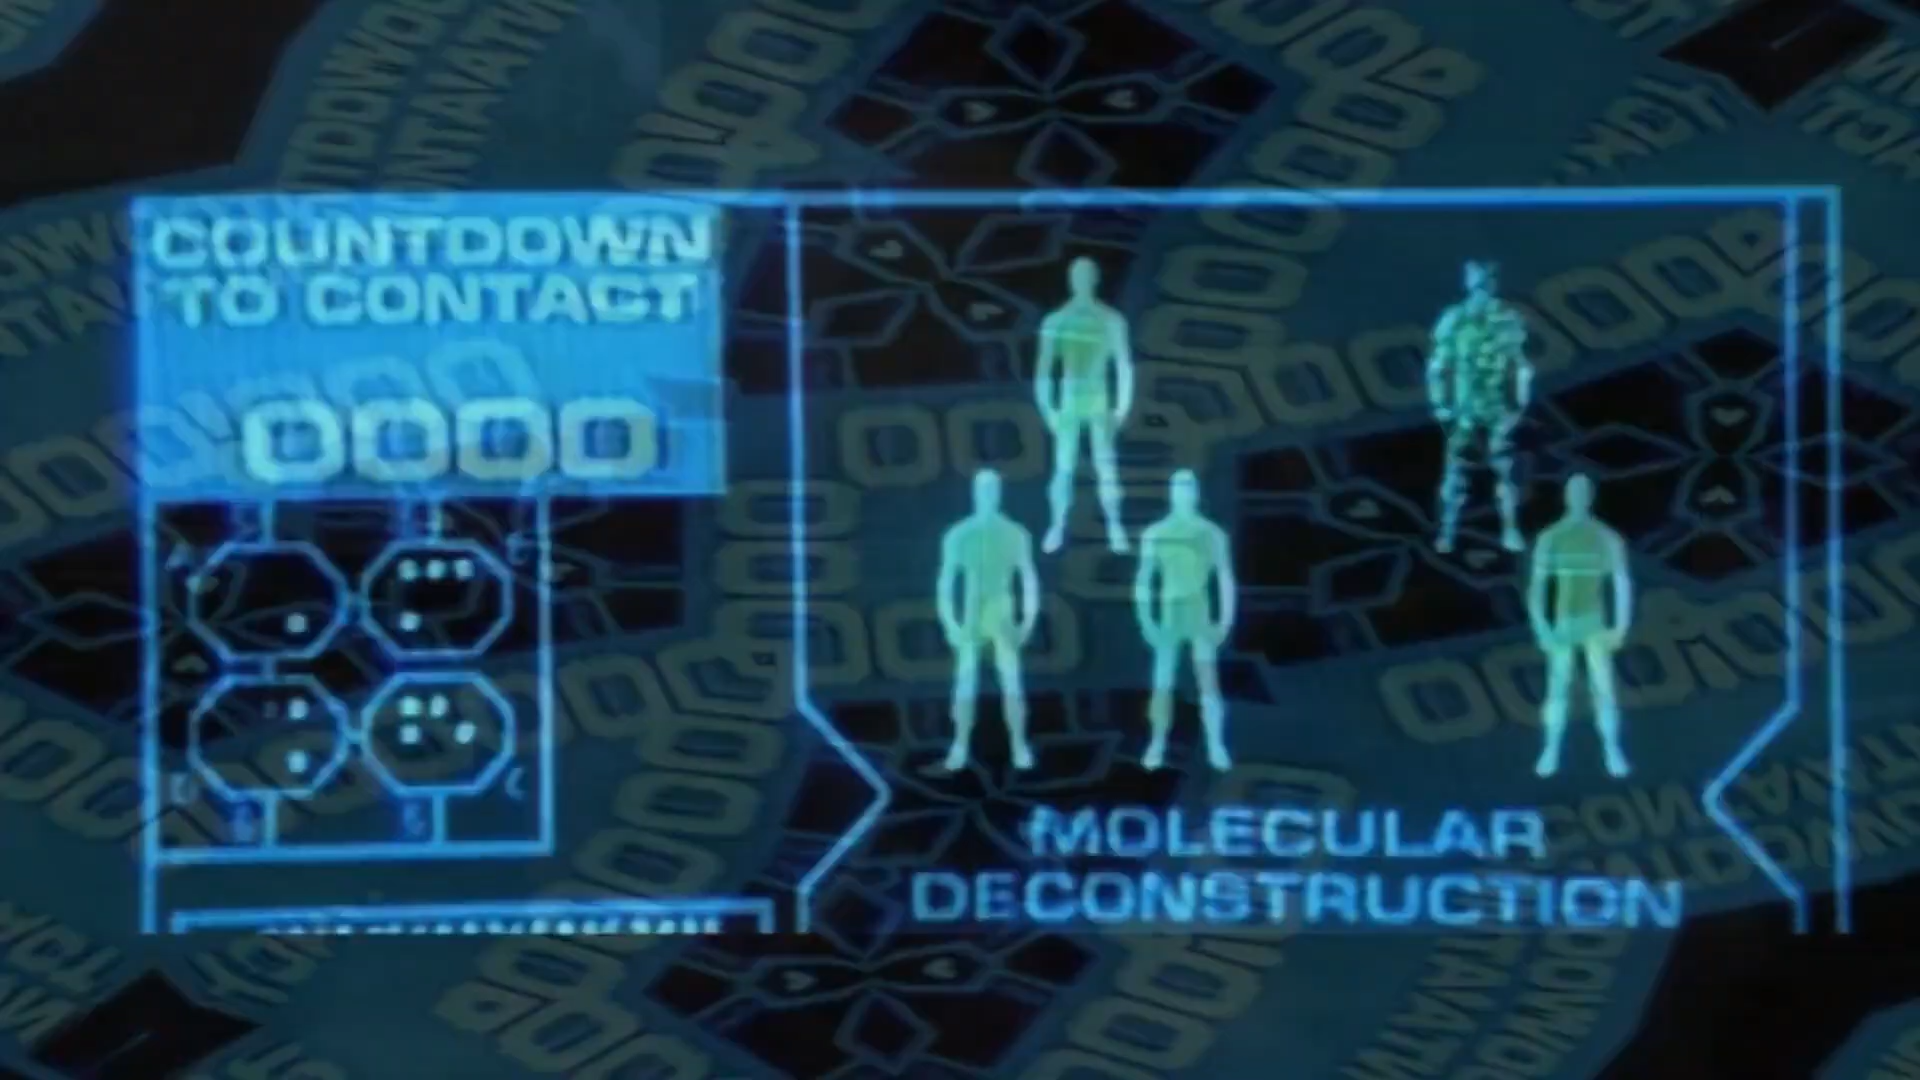 COUNTDOWN
TO CONTACT
0000
MOLECULAR
DECONSTRUCTION